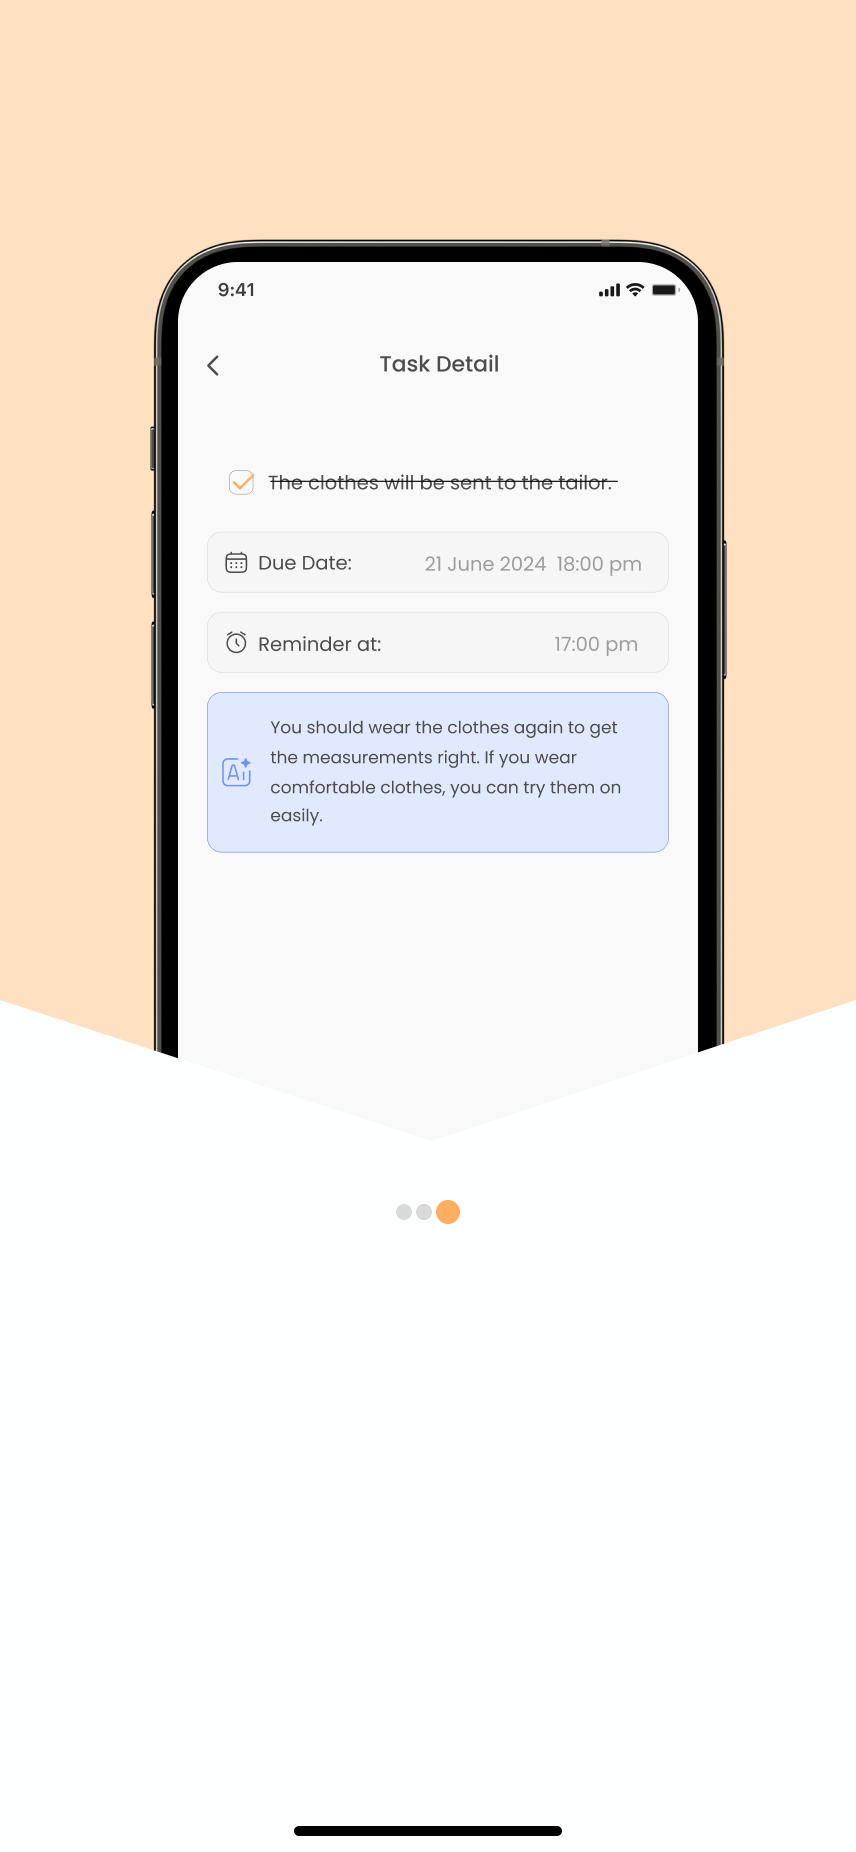 9:41
Task Detail
The clothes will be sent to the tailor.
Due Date: 21 June 2024 18:00 pm
Reminder at: 17:00 pm
You should wear the clothes again to get
the measurements right. If you wear
comfortable clothes, you can try them on
easily.
AI